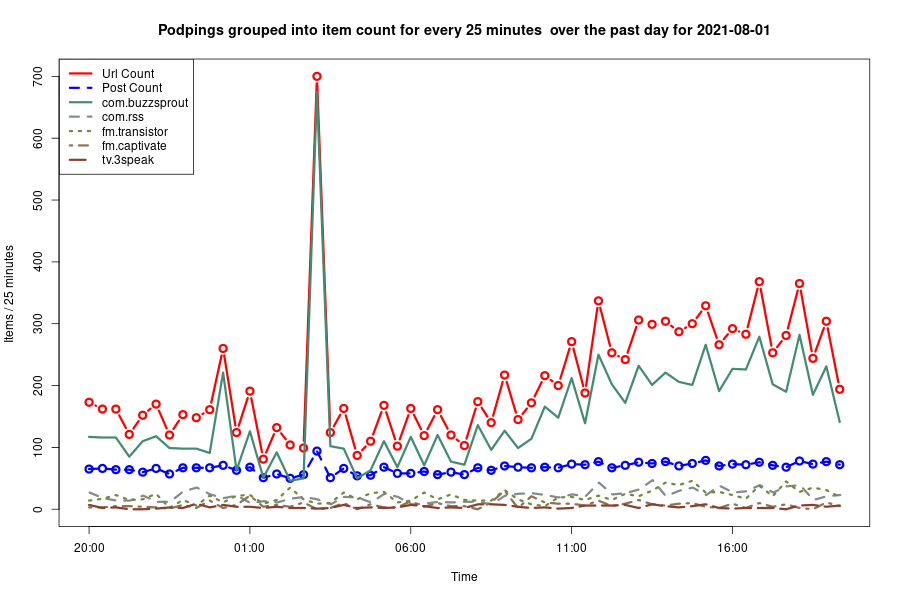 Podpings grouped into item count for every 25 minutes  over the past day for 2021-08-01
Url Count
Post Count
com.buzzsprout
com.rss
fm.transistor
fm.captivate
tv.3speak
Items / 25 minutes
700
600
500
400
300
200
100
0
20:00 01:00 06:00 11:00 16:00
Time